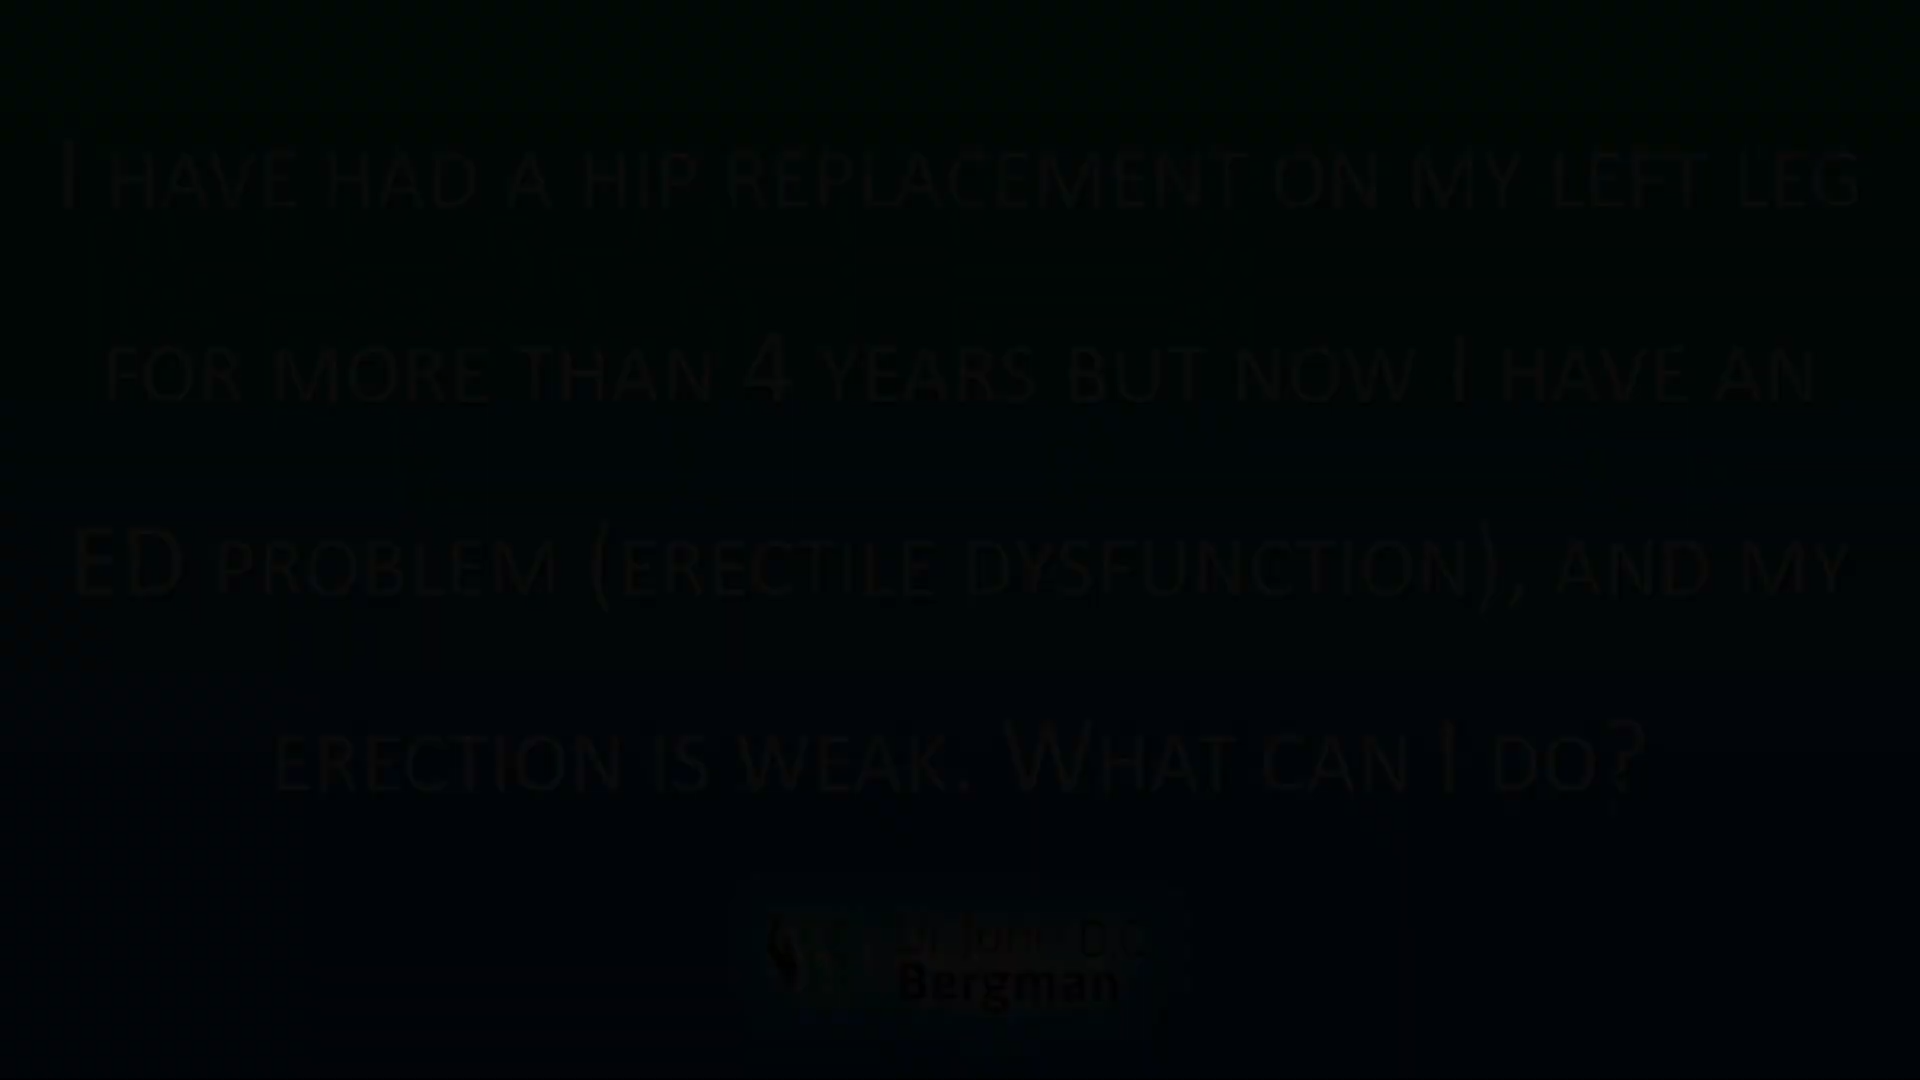 I HAVE HAD A HIP REPLACEMENT ON MY LEFT LEG
FOR MORE THAN 4 YEARS BUT NOW I HAVE AN
ED PROBLEM (ERECTILE DYSFUNCTION), AND MY
ERECTION IS WEAK. WHAT CAN I DO?
Bergman